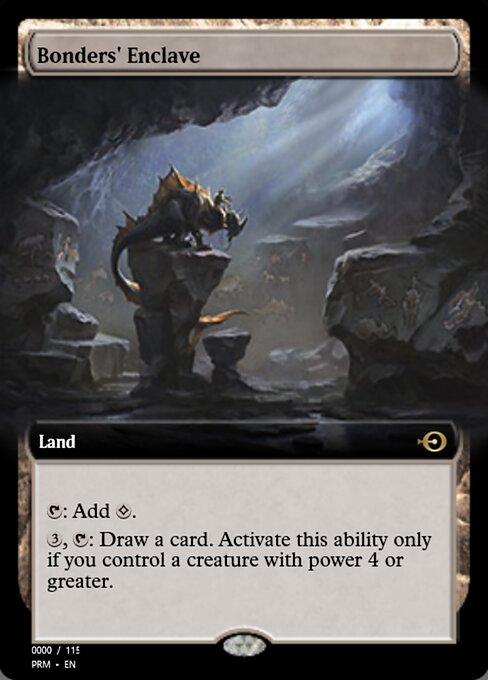 Bonders' Enclave
Land
: Add .
3, : Draw a card. Activate this ability only
if you control a creature with power 4 or
greater.
0000 / 115
PRM • EN